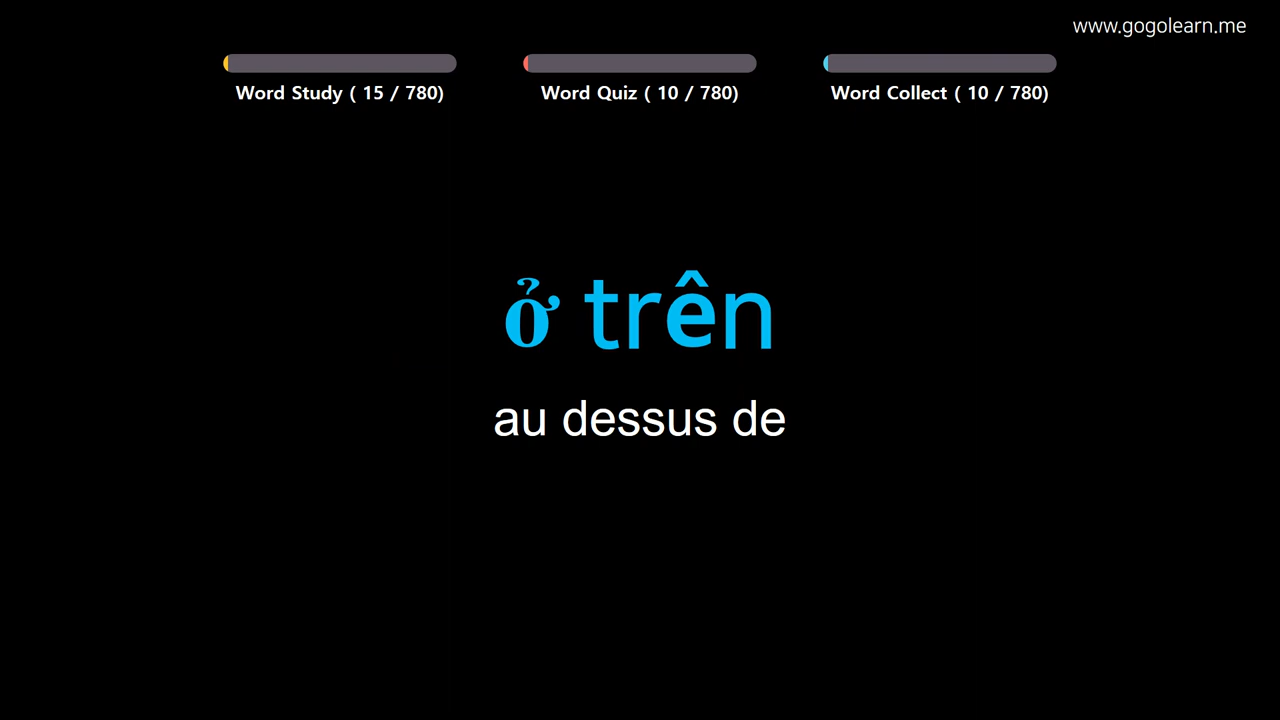 www.gogolearn.me
Word Study ( 15 / 780)
Word Quiz ( 10 / 780)
Word Collect ( 10 / 780)
ở trên
au dessus de